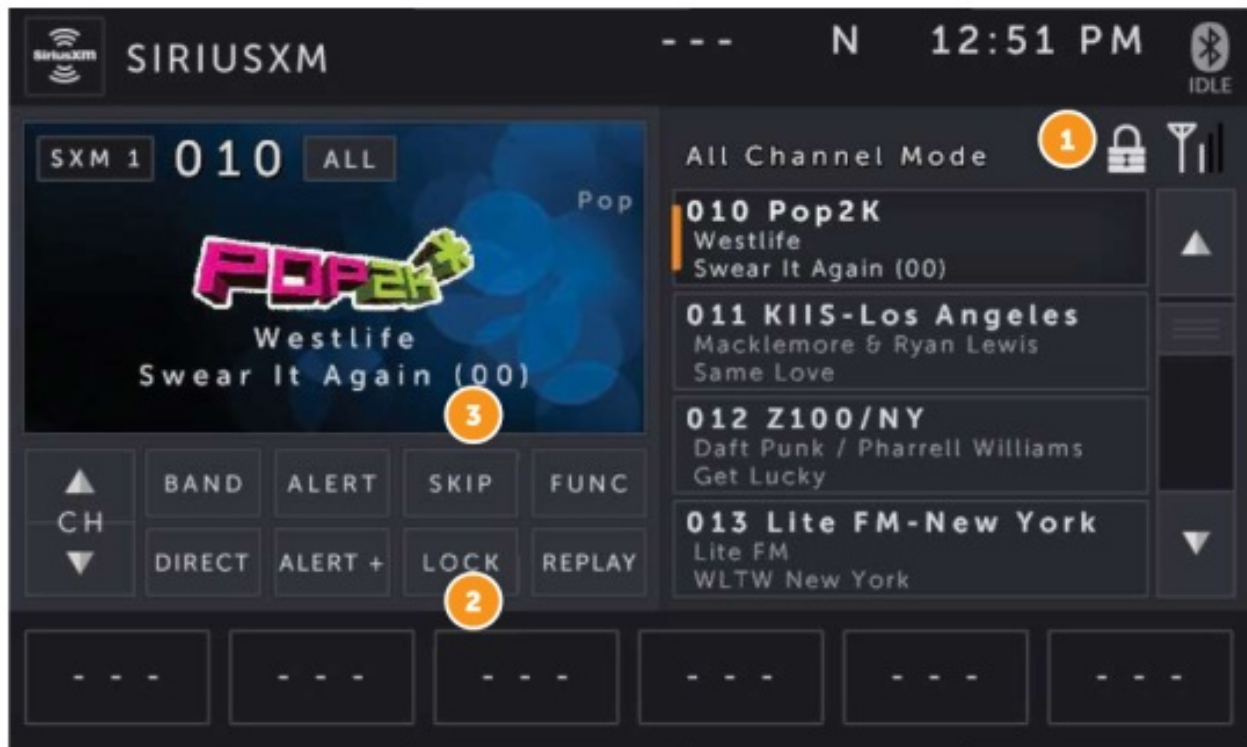 SiriusXM
SIRIUSXM
- - -
N
12:51 PM
IDLE
SXM 1
010
ALL
Pop
POP2K
Westlife
Swear It Again (00)
3
BAND
ALERT
SKIP
FUNC
CH
DIRECT
ALERT +
LOCK
REPLAY
2
All Channel Mode
1
010 Pop2K
Westlife
Swear It Again (00)
011 KIIS-Los Angeles
Macklemore & Ryan Lewis
Same Love
012 Z100/NY
Daft Punk / Pharrell Williams
Get Lucky
013 Lite FM-New York
Lite FM
WLTW New York
- - -
- - -
- - -
- - -
- - -
- - -